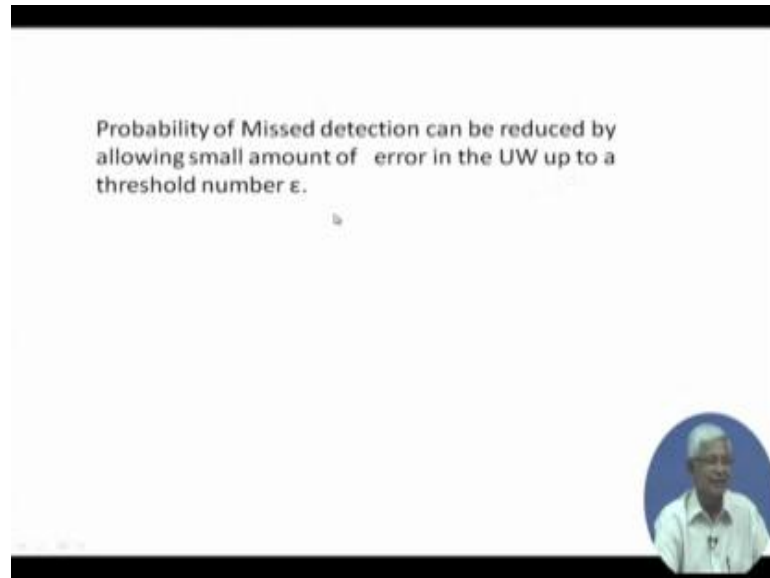 Probability of Missed detection can be reduced by
allowing small amount of error in the UW up to a
threshold number ε.